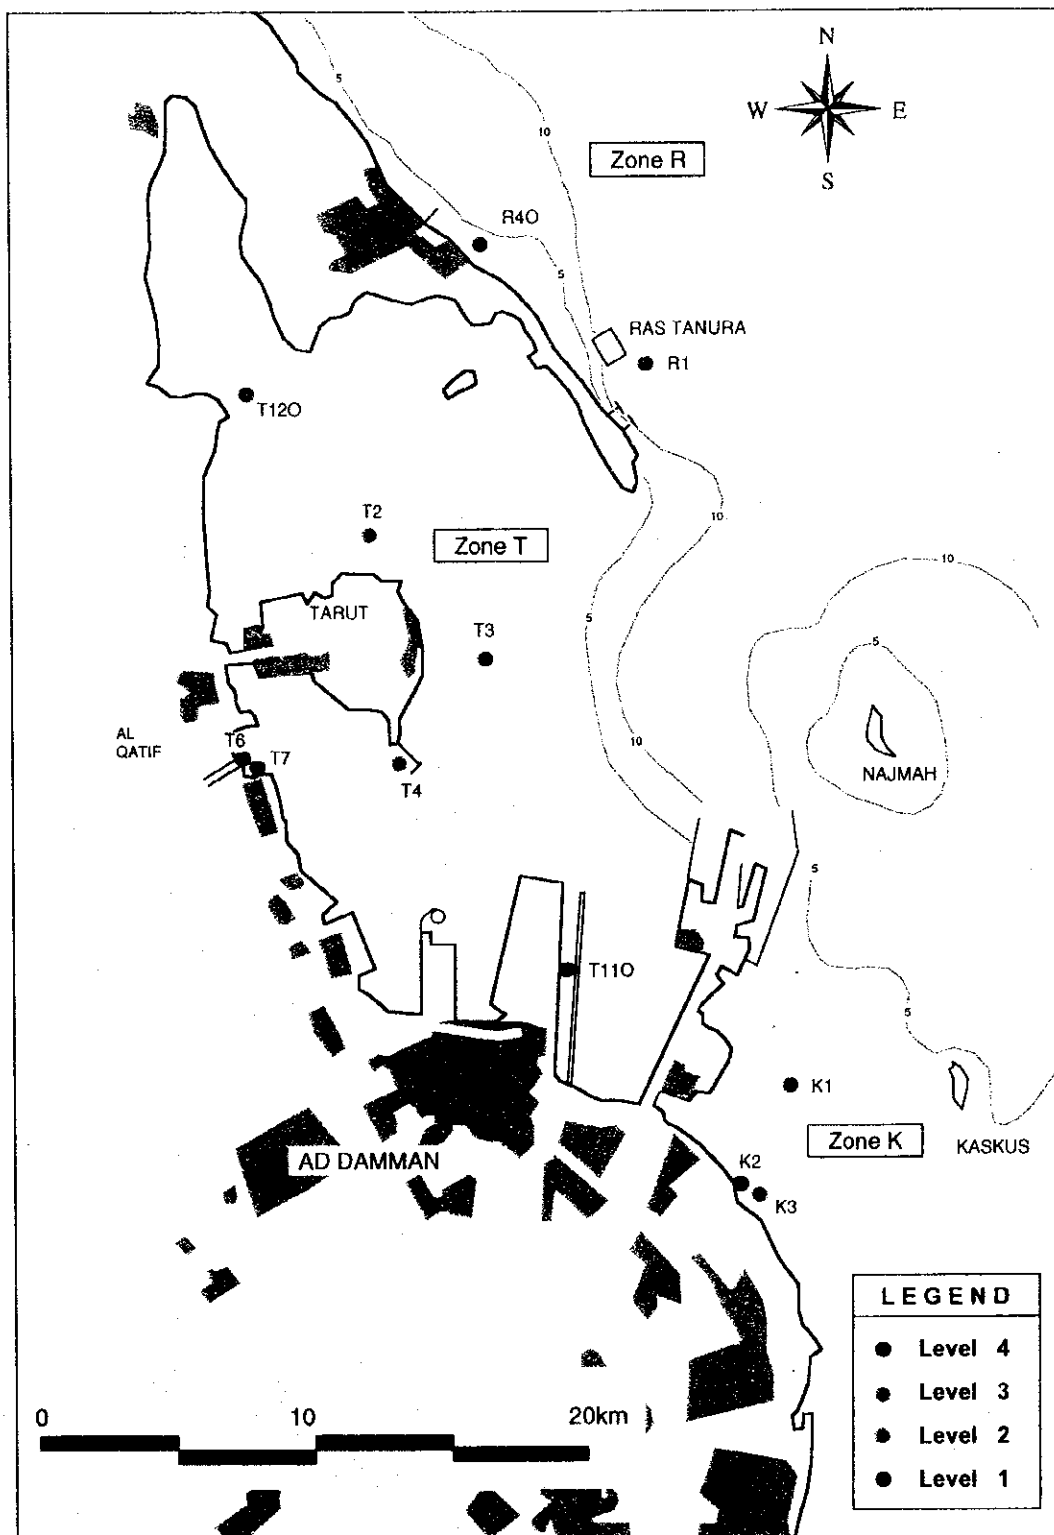 N
W E
S
5
10
Zone R
R4O
5
RAS TANURA
R1
T12O
T2
Zone T
10
10
TARUT
T3
5
5
AL
QATIF
T6
T7
T4
10
NAJMAH
5
T11O
5
K1
Zone K
KASKUS
AD DAMMAN
K2
K3
LEGEND
Level 4
Level 3
Level 2
Level 1
0 10 20km